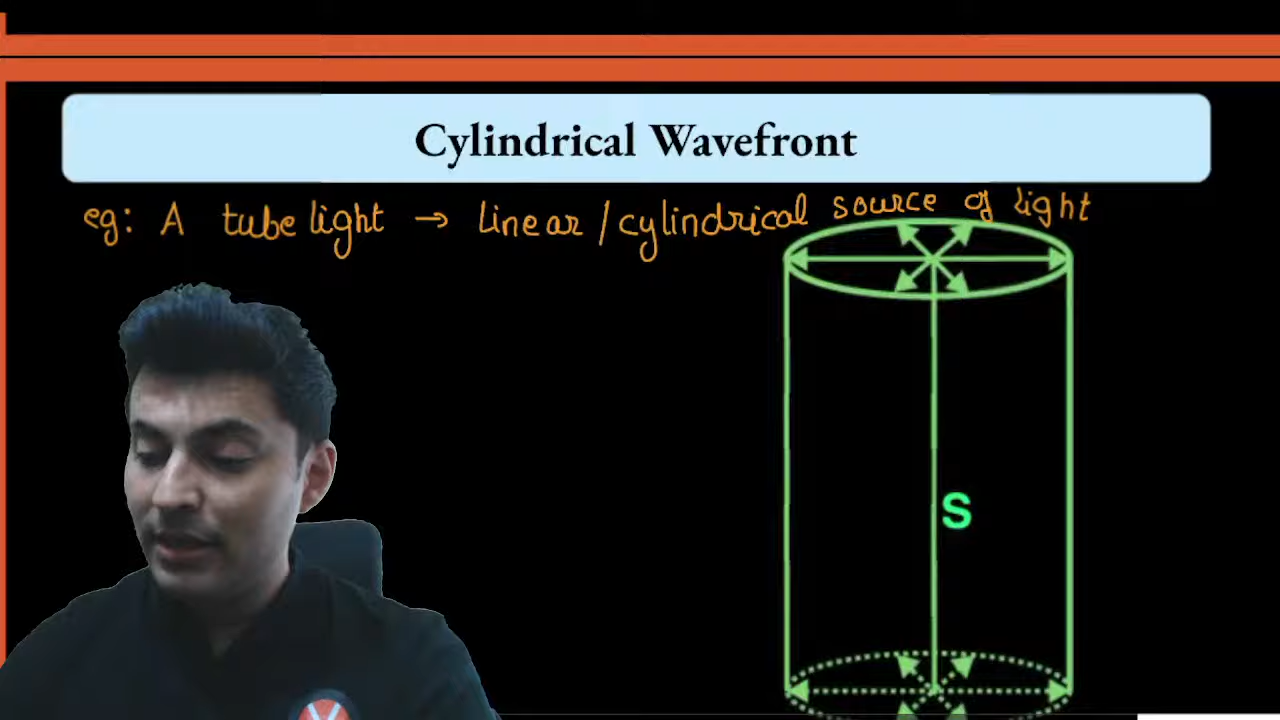 Cylindrical Wavefront
eg: A tube light → linear/cylindrical source of light
S